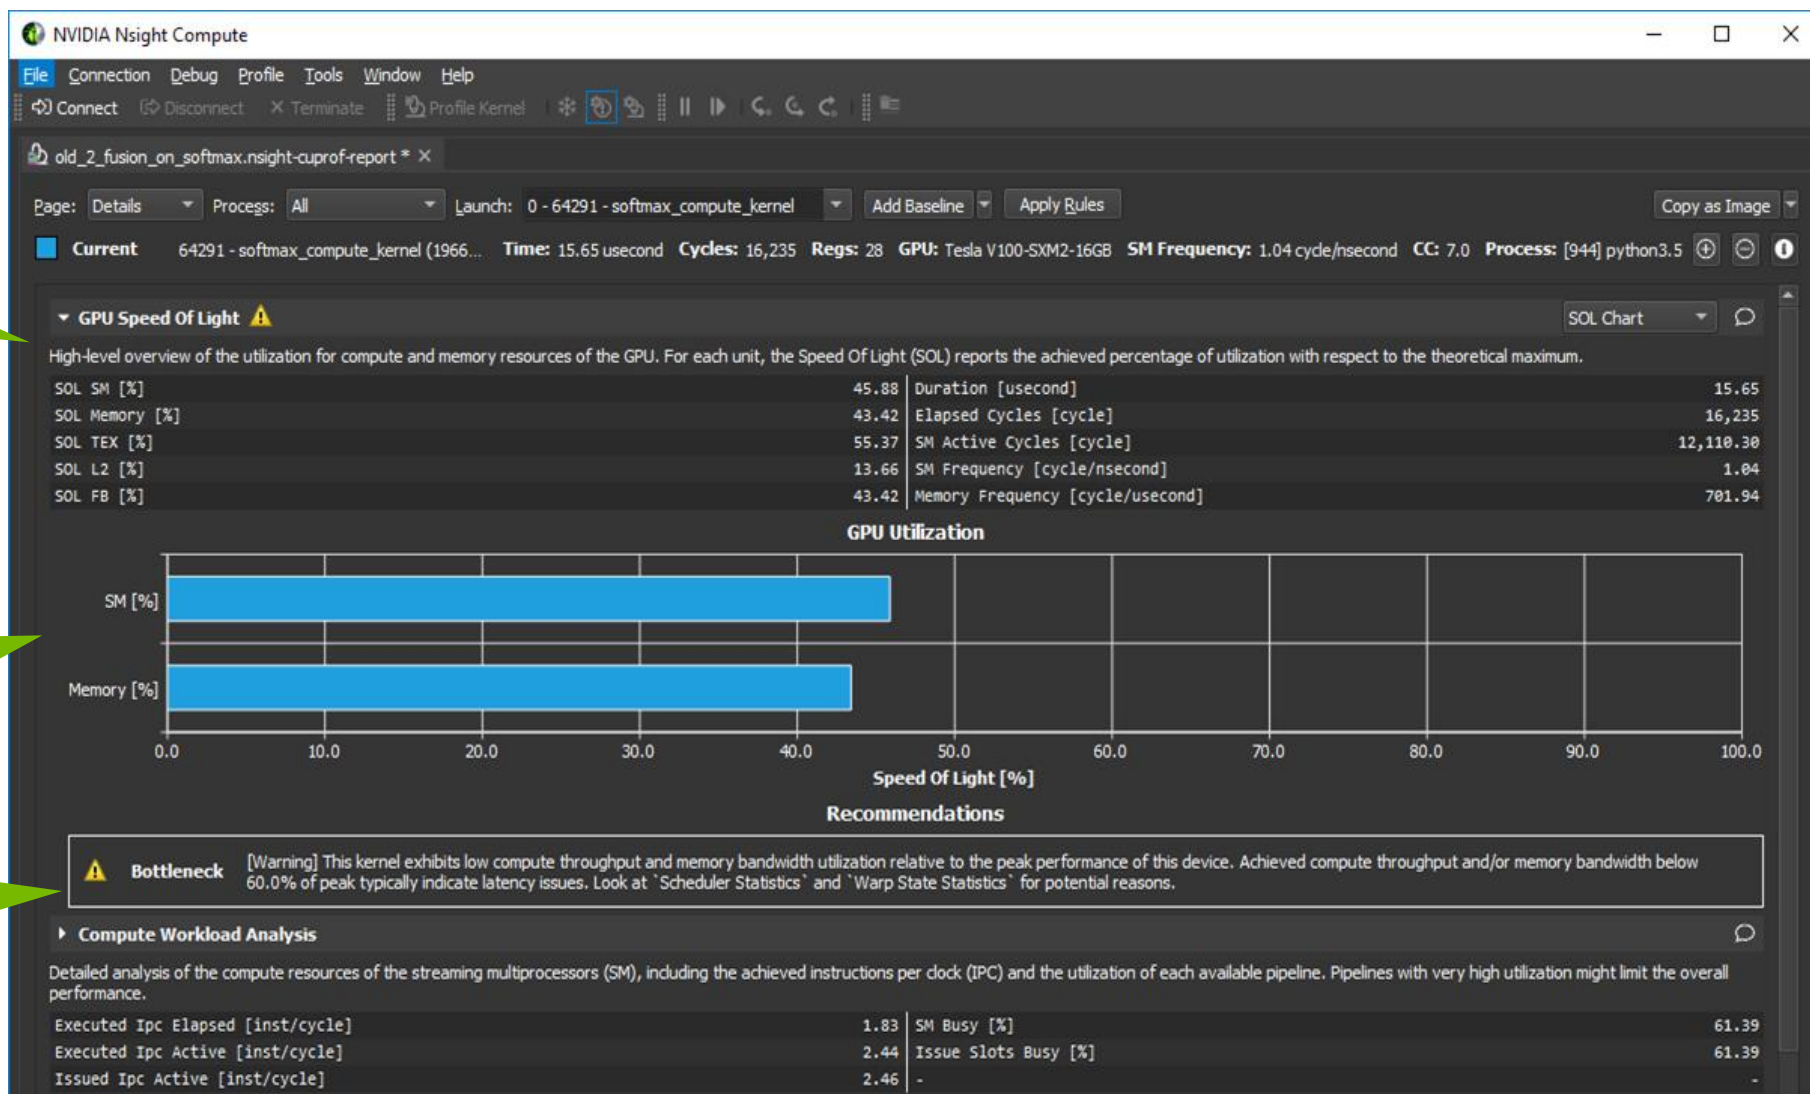 NVIDIA Nsight Compute
File Connection Debug Profile Tools Window Help
Connect Disconnect Terminate Profile Kernel
old_2_fusion_on_softmax.nsight-cuprof-report *
Page: Details Process: All Launch: 0 - 64291 - softmax_compute_kernel Add Baseline Apply Rules Copy as Image
Current 64291 - softmax_compute_kernel (1966... Time: 15.65 usecond Cycles: 16,235 Regs: 28 GPU: Tesla V100-SXM2-16GB SM Frequency: 1.04 cycle/nsecond CC: 7.0 Process: [944] python3.5
GPU Speed Of Light SOL Chart
High-level overview of the utilization for compute and memory resources of the GPU. For each unit, the Speed Of Light (SOL) reports the achieved percentage of utilization with respect to the theoretical maximum.
SOL SM [%] 45.88 Duration [usecond] 15.65
SOL Memory [%] 43.42 Elapsed Cycles [cycle] 16,235
SOL TEX [%] 55.37 SM Active Cycles [cycle] 12,110.30
SOL L2 [%] 13.66 SM Frequency [cycle/nsecond] 1.04
SOL FB [%] 43.42 Memory Frequency [cycle/usecond] 701.94
GPU Utilization
SM [%]
Memory [%]
0.0 10.0 20.0 30.0 40.0 50.0 60.0 70.0 80.0 90.0 100.0
Speed Of Light [%]
Recommendations
Bottleneck [Warning] This kernel exhibits low compute throughput and memory bandwidth utilization relative to the peak performance of this device. Achieved compute throughput and/or memory bandwidth below
60.0% of peak typically indicate latency issues. Look at `Scheduler Statistics` and `Warp State Statistics` for potential reasons.
Compute Workload Analysis
Detailed analysis of the compute resources of the streaming multiprocessors (SM), including the achieved instructions per clock (IPC) and the utilization of each available pipeline. Pipelines with very high utilization might limit the overall
performance.
Executed Ipc Elapsed [inst/cycle] 1.83 SM Busy [%] 61.39
Executed Ipc Active [inst/cycle] 2.44 Issue Slots Busy [%] 61.39
Issued Ipc Active [inst/cycle] 2.46 - -